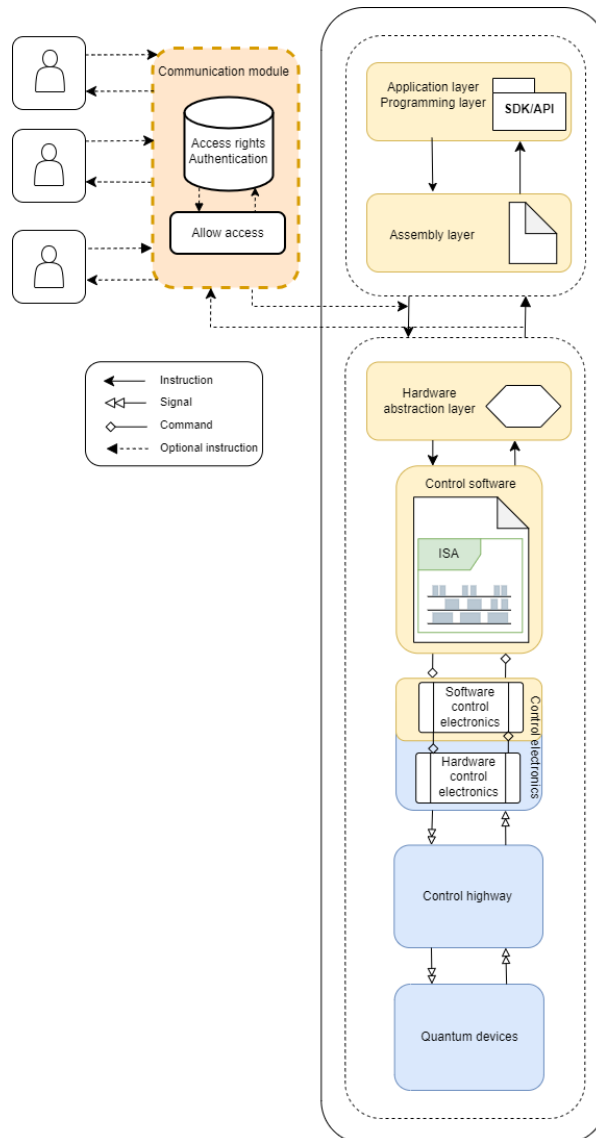 Communication module
Access rights
Authentication
Allow access
Application layer
Programming layer
SDK/API
Assembly layer
Instruction
Signal
Command
Optional instruction
Hardware
abstraction layer
Control software
ISA
Software
control
electronics
Control electronics
Hardware
control
electronics
Control highway
Quantum devices